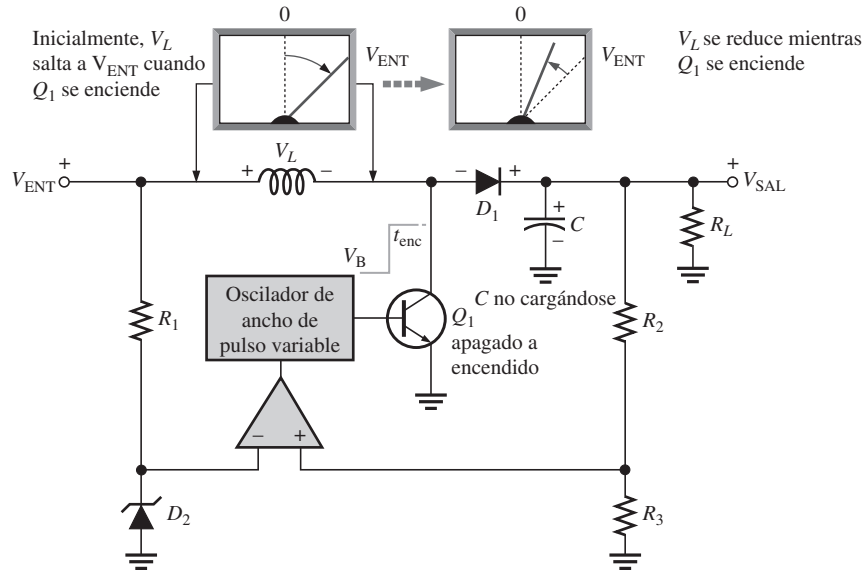 0
0
Inicialmente, V_L
salta a V_ENT cuando
Q_1 se enciende
V_ENT
V_ENT
V_L se reduce mientras
Q_1 se enciende
V_ENT
+
+ V_L −
− D_1 +
+
V_SAL
+ C −
R_L
t_enc
V_B
C no cargándose
Oscilador de
ancho de
pulso variable
Q_1
apagado a
encendido
R_1
R_2
− +
D_2
R_3